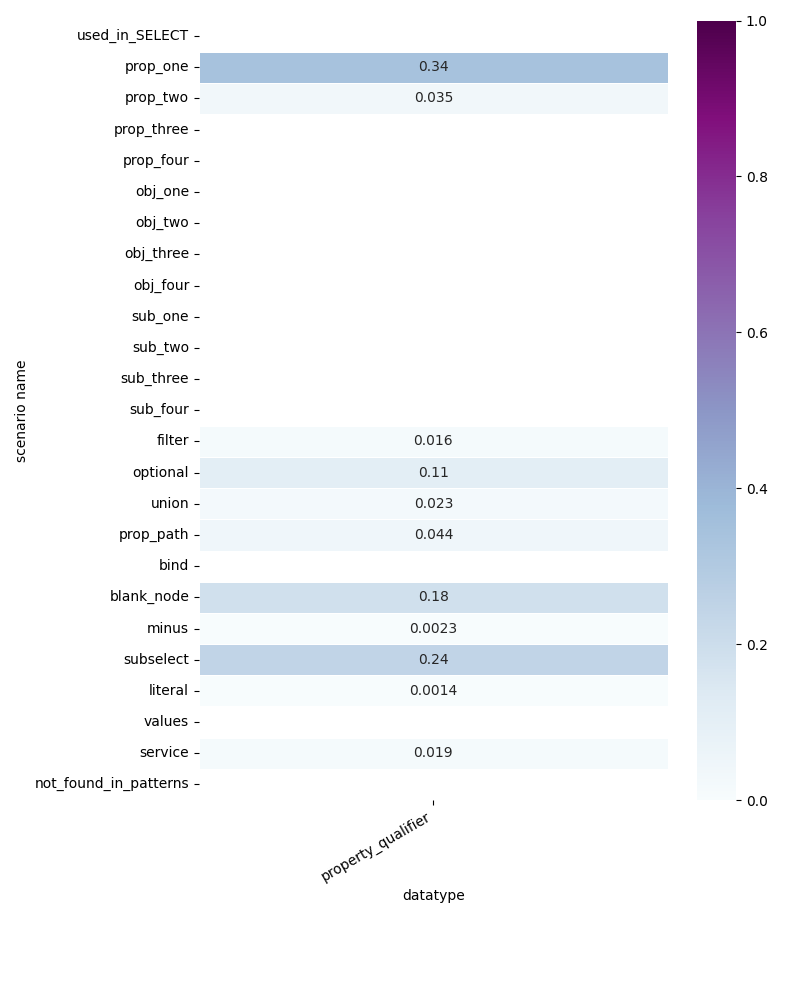 used_in_SELECT
prop_one 0.34
prop_two 0.035
prop_three
prop_four
obj_one
obj_two
obj_three
obj_four
sub_one
sub_two
sub_three
sub_four
filter 0.016
optional 0.11
union 0.023
prop_path 0.044
bind
blank_node 0.18
minus 0.0023
subselect 0.24
literal 0.0014
values
service 0.019
not_found_in_patterns
scenario name
property_qualifier
datatype
1.0
0.8
0.6
0.4
0.2
0.0